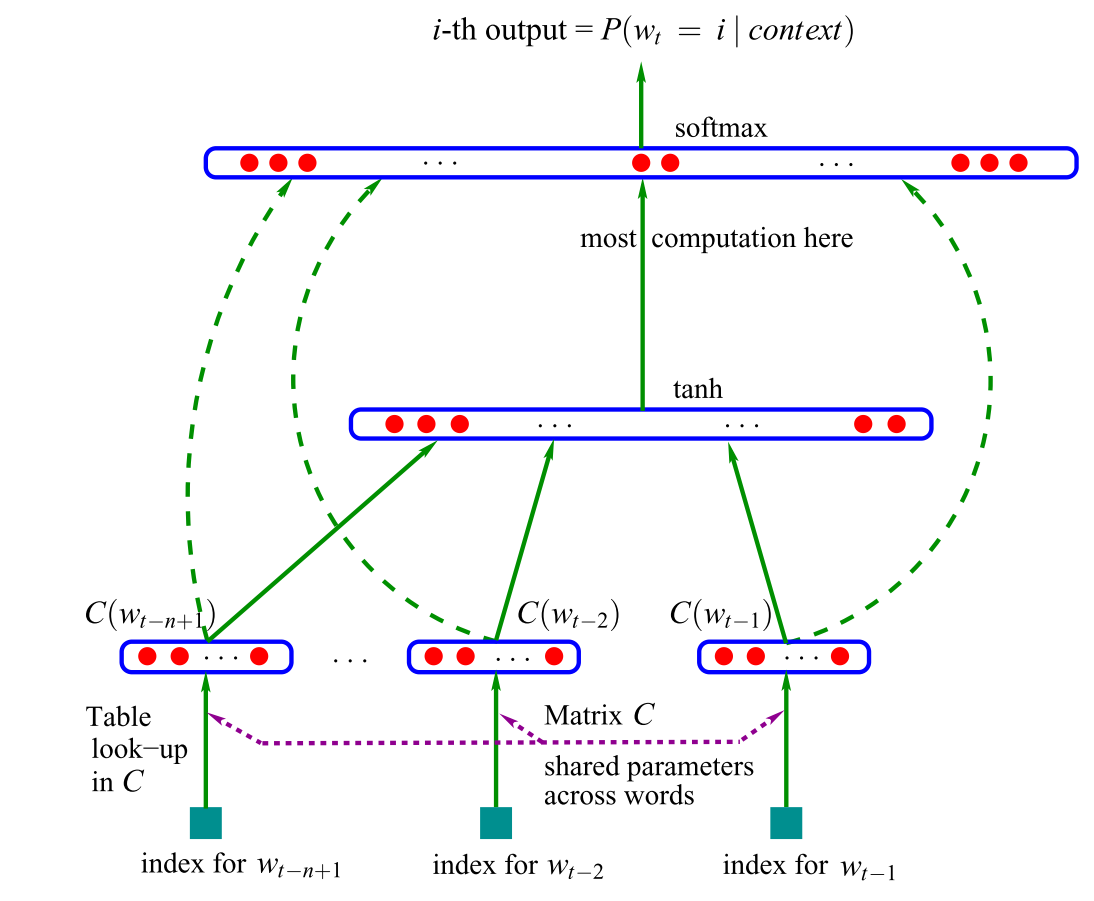 i-th output = P(w_t = i | context)
softmax
· · ·   · · ·
most computation here
tanh
· · ·   · · ·
C(w_{t−n+1})   C(w_{t−2})   C(w_{t−1})
· · ·   · · ·   · · ·   · · ·
Table
look−up
in C
Matrix C
shared parameters
across words
index for w_{t−n+1}   index for w_{t−2}   index for w_{t−1}